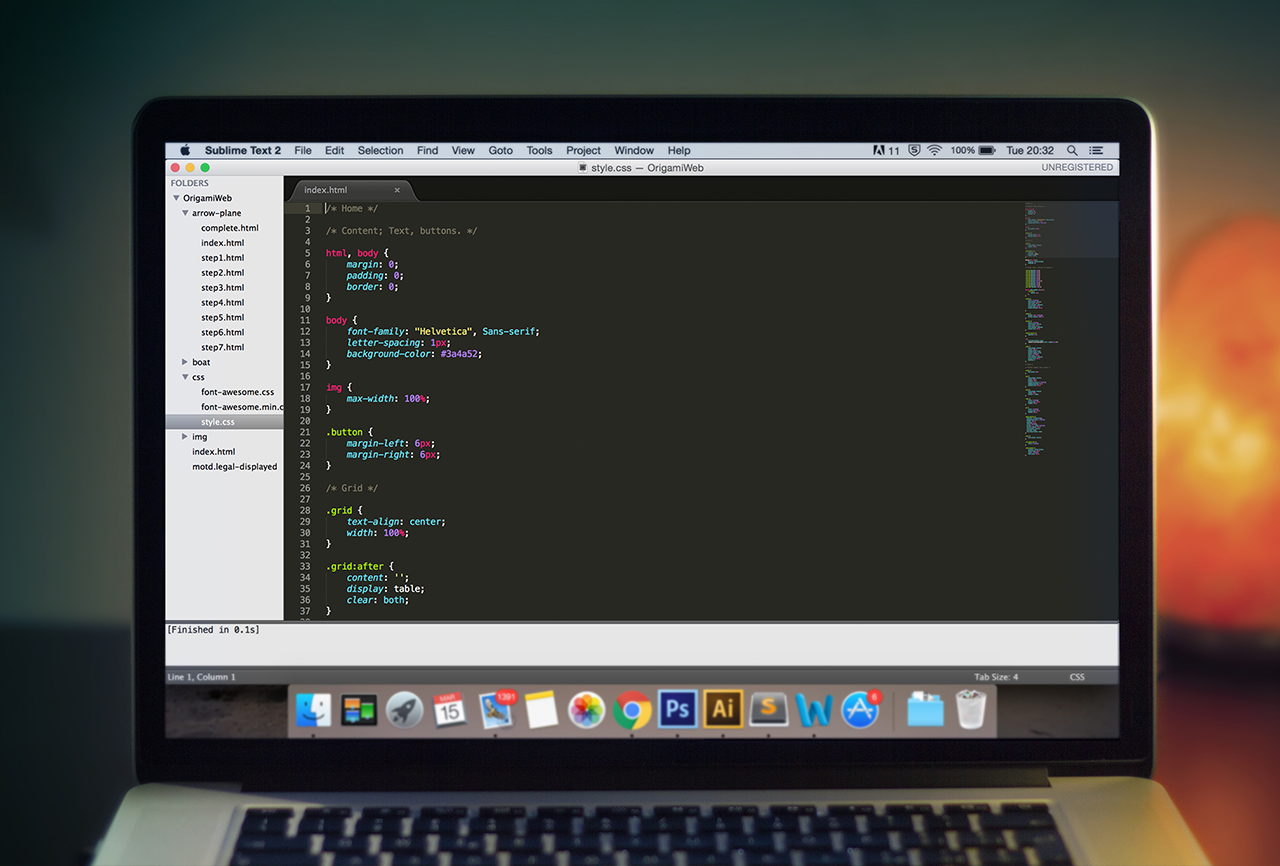 Sublime Text 2 File Edit Selection Find View Goto Tools Project Window Help 11 5 100% Tue 20:32
style.css — OrigamiWeb UNREGISTERED
FOLDERS
OrigamiWeb
arrow-plane
complete.html
index.html
step1.html
step2.html
step3.html
step4.html
step5.html
step6.html
step7.html
boat
css
font-awesome.css
font-awesome.min.c
style.css
img
index.html
motd.legal-displayed
index.html ×
1 /* Home */
2
3 /* Content; Text, buttons. */
4
5 html, body {
6 margin: 0;
7 padding: 0;
8 border: 0;
9 }
10
11 body {
12 font-family: "Helvetica", Sans-serif;
13 letter-spacing: 1px;
14 background-color: #3a4a52;
15 }
16
17 img {
18 max-width: 100%;
19 }
20
21 .button {
22 margin-left: 6px;
23 margin-right: 6px;
24 }
25
26 /* Grid */
27
28 .grid {
29 text-align: center;
30 width: 100%;
31 }
32
33 .grid:after {
34 content: '';
35 display: table;
36 clear: both;
37 }
[Finished in 0.1s]
Line 1, Column 1 Tab Size: 4 CSS
MAR
15
1391
Ps
Ai
S
W
6